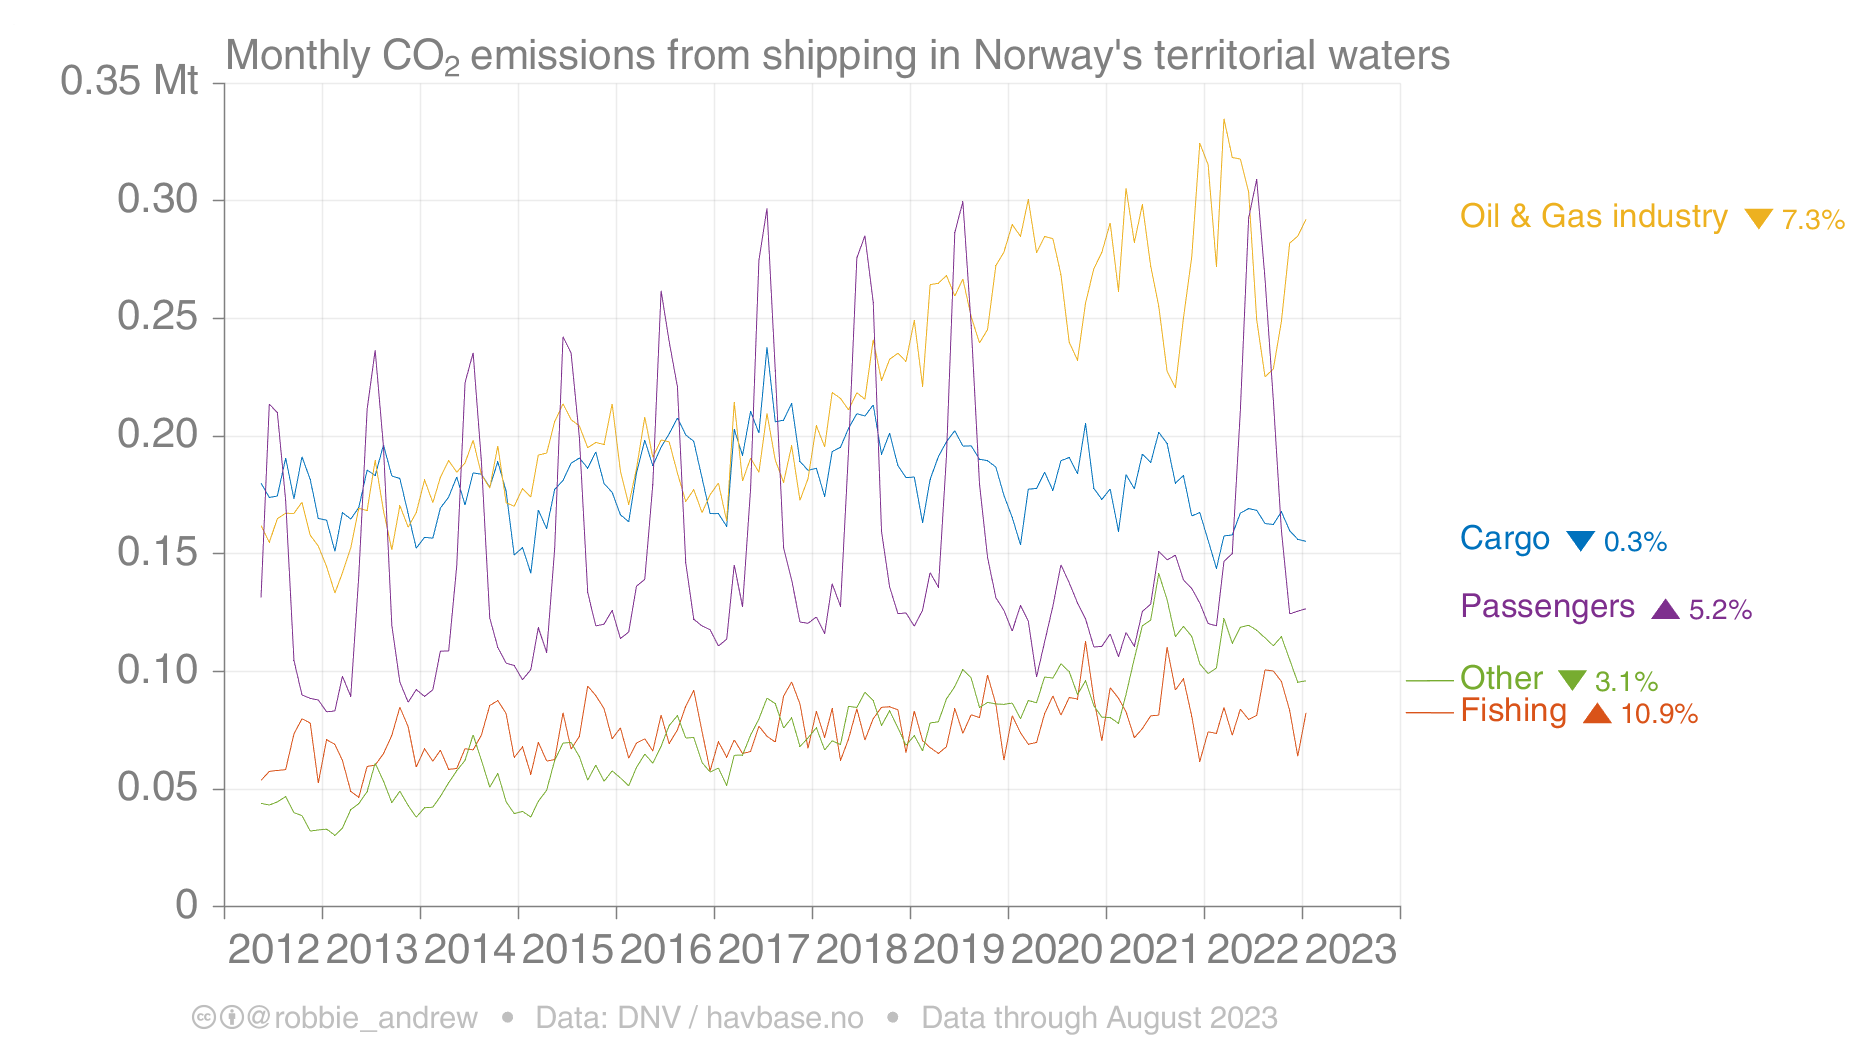 Monthly CO₂ emissions from shipping in Norway's territorial waters
0.35 Mt
0.30
0.25
0.20
0.15
0.10
0.05
0
2012 2013 2014 2015 2016 2017 2018 2019 2020 2021 2022 2023
Oil & Gas industry ▼ 7.3%
Cargo ▼ 0.3%
Passengers ▲ 5.2%
Other ▼ 3.1%
Fishing ▲ 10.9%
@robbie_andrew • Data: DNV / havbase.no • Data through August 2023